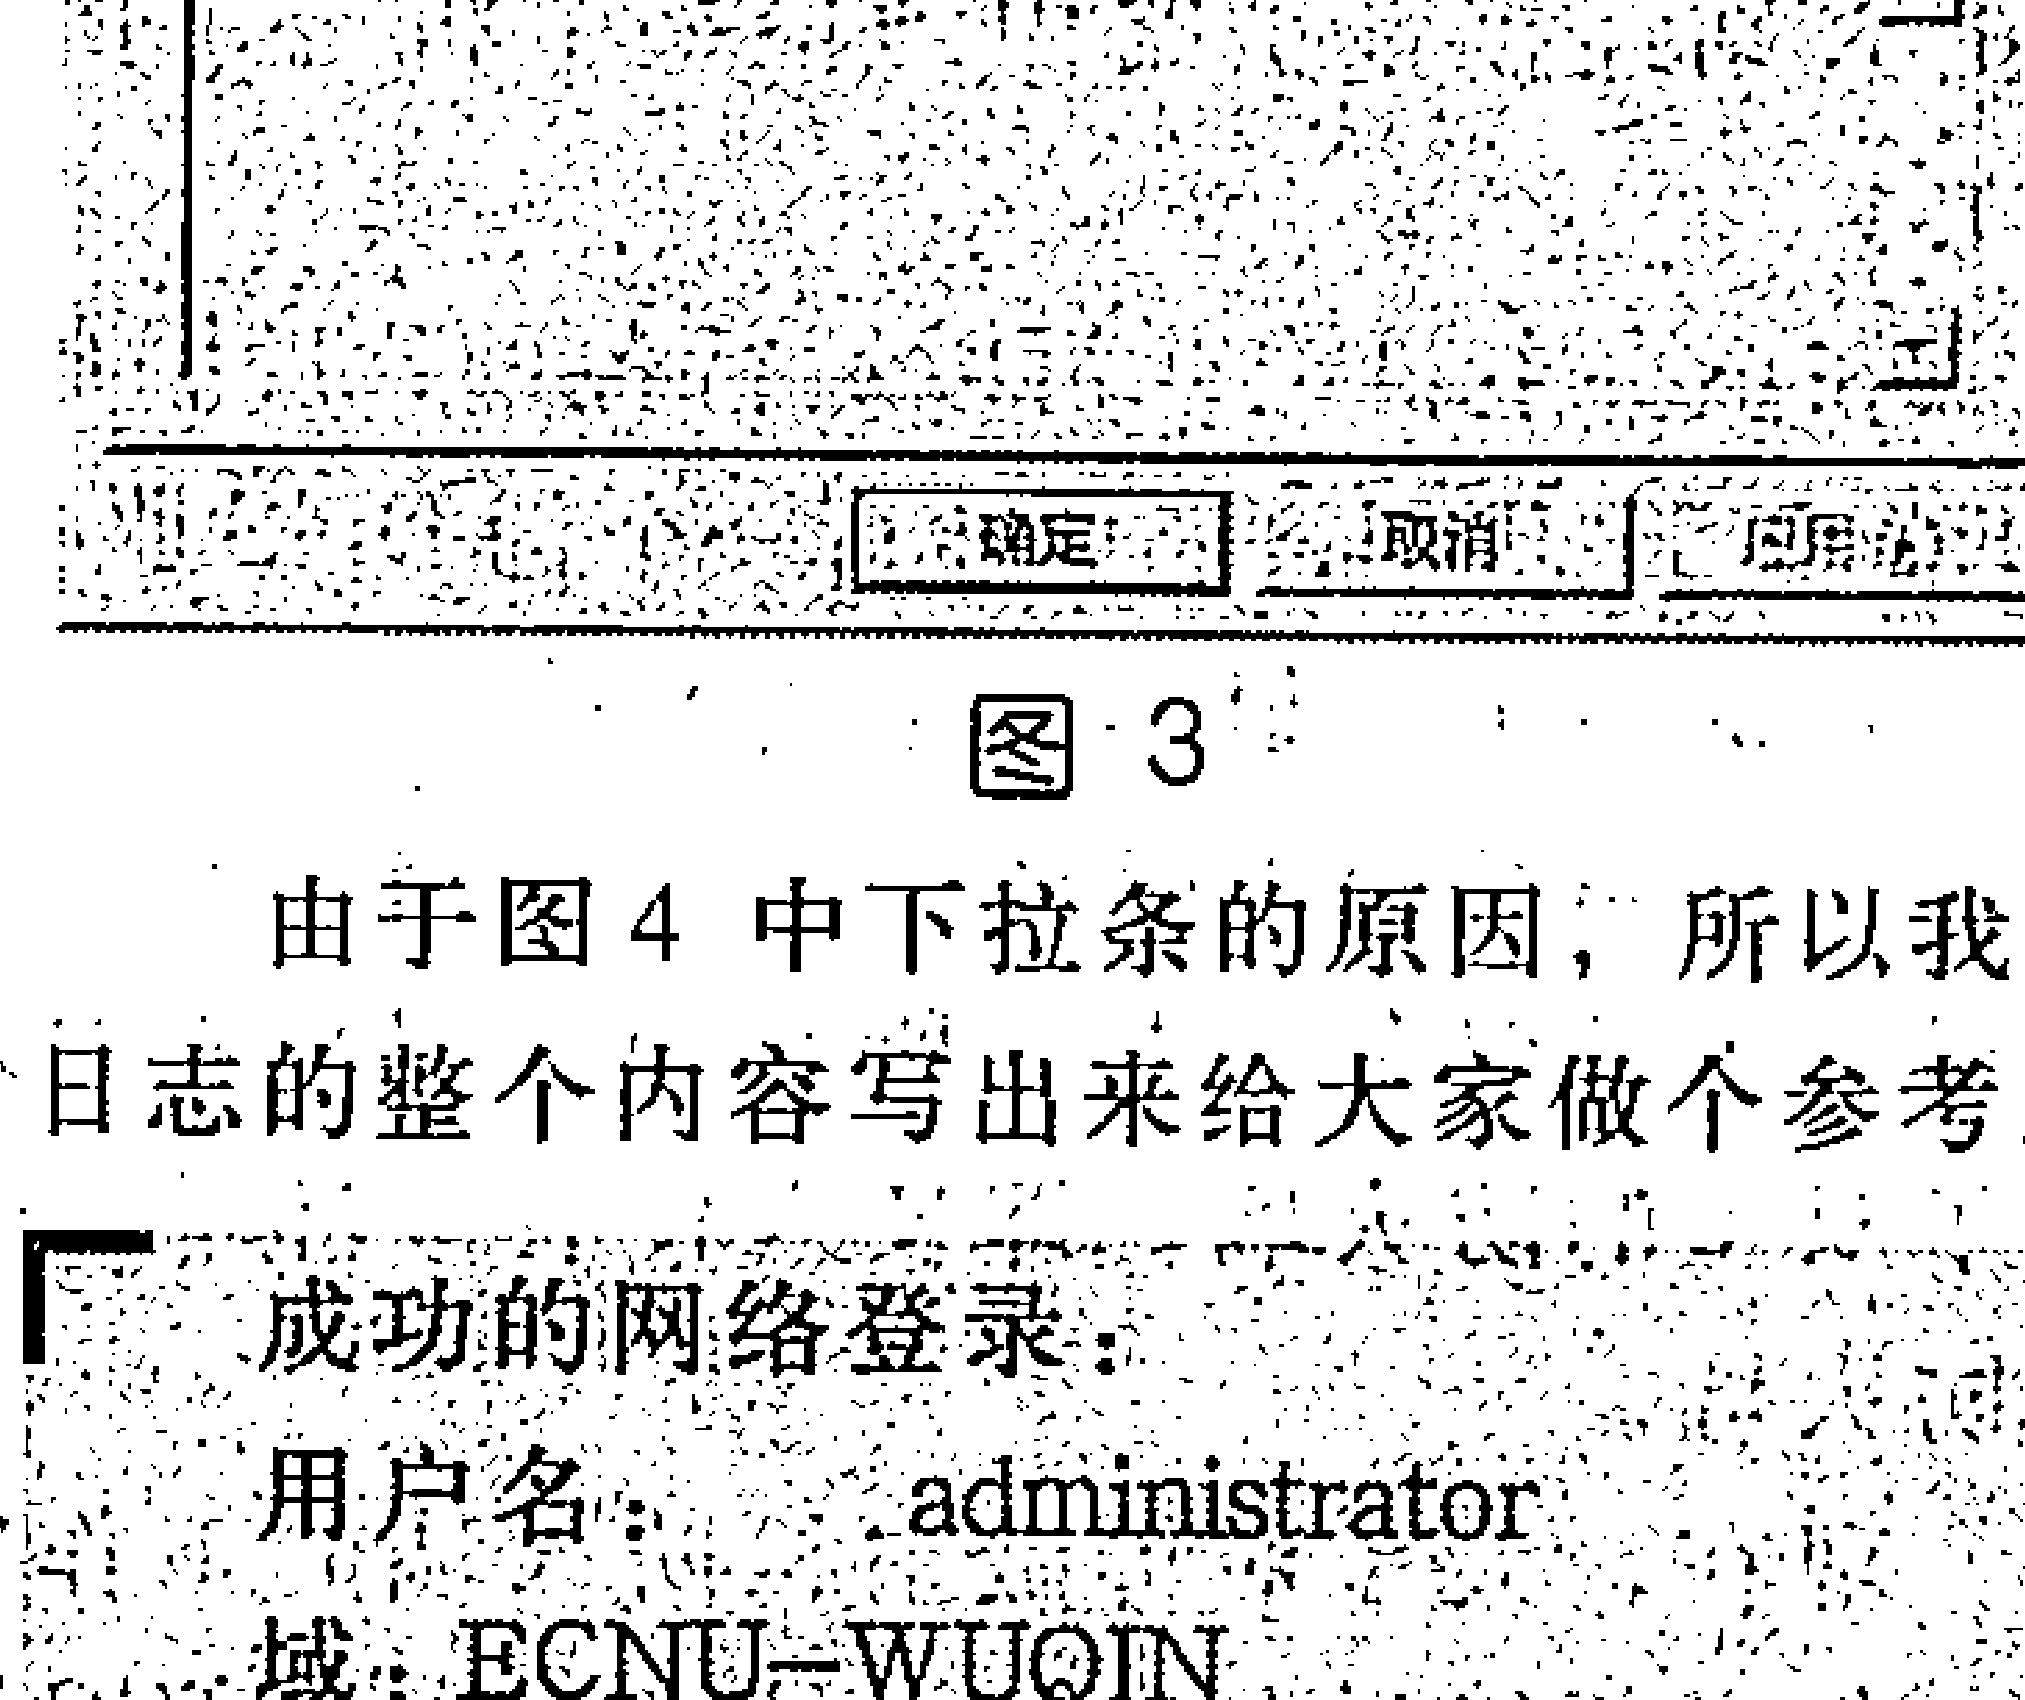 确定 取消 应用
图 3
由于图 4 中下拉条的原因，所以我
日志的整个内容写出来给大家做个参考
成功的网络登录：
用户名： administrator
域：ECNU-WUQIN